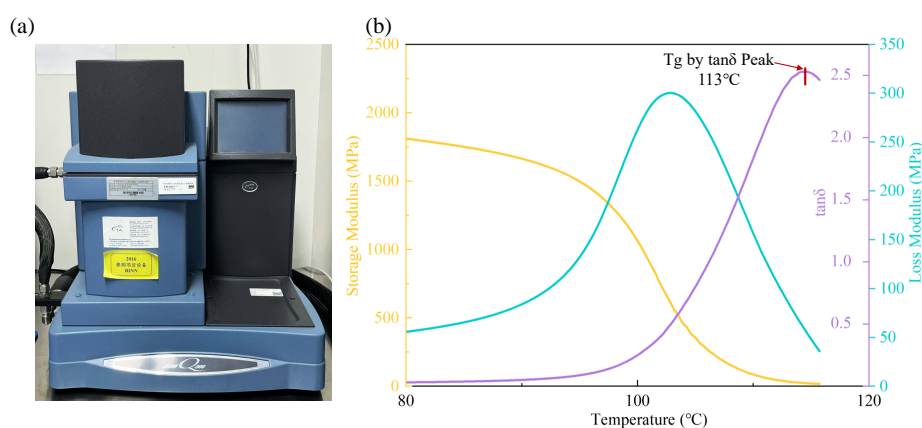 (a)
(b)
2016
HINN
Q800
2500
2000
1500
1000
500
0
Storage Modulus (MPa)
Tg by tanδ Peak
113℃
80
100
120
Temperature (℃)
2.5
2.0
1.5
1.0
0.5
tanδ
350
300
250
200
150
100
50
0
Loss Modulus (MPa)